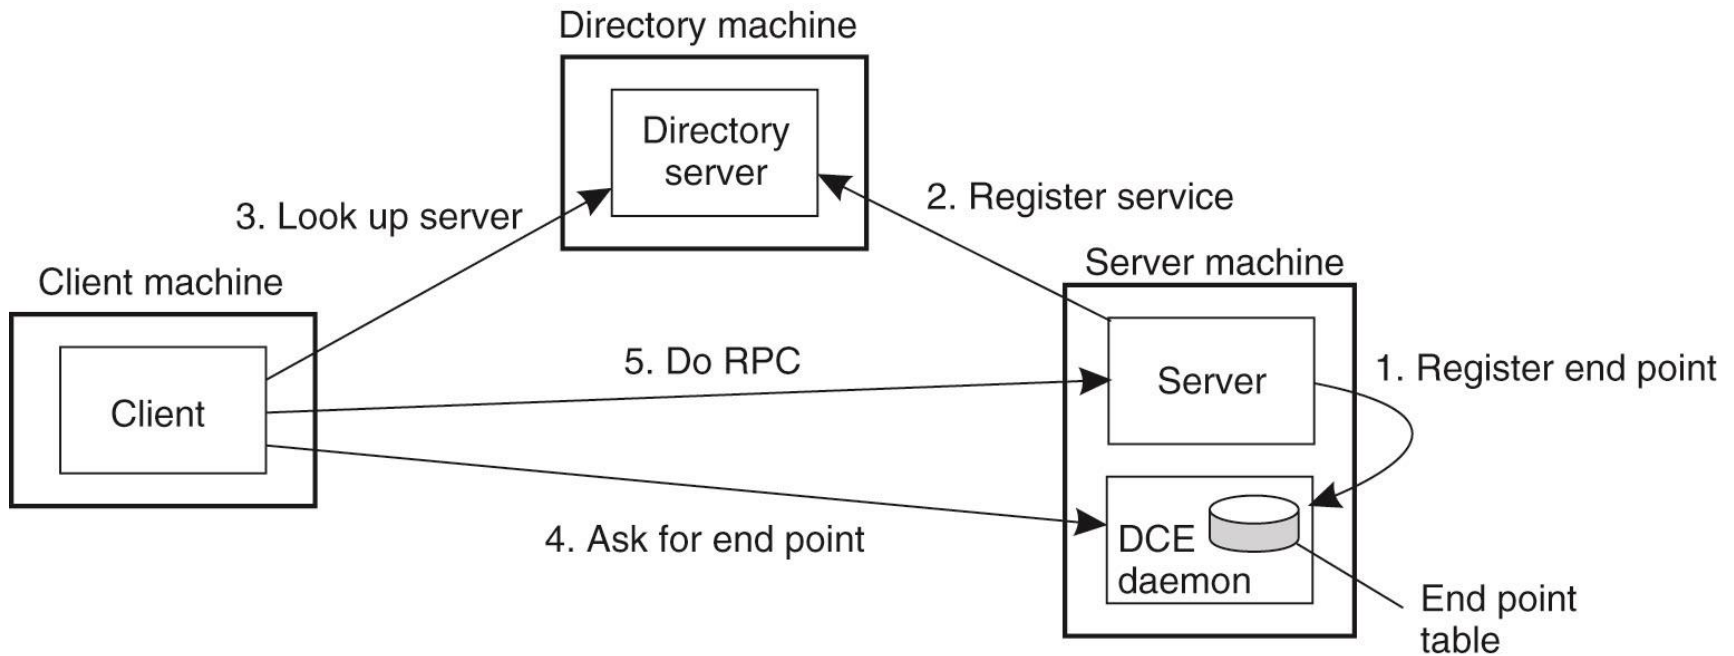 Directory machine
Directory
server
2. Register service
3. Look up server
Server machine
Client machine
5. Do RPC
1. Register end point
Server
Client
4. Ask for end point
DCE
daemon
End point
table